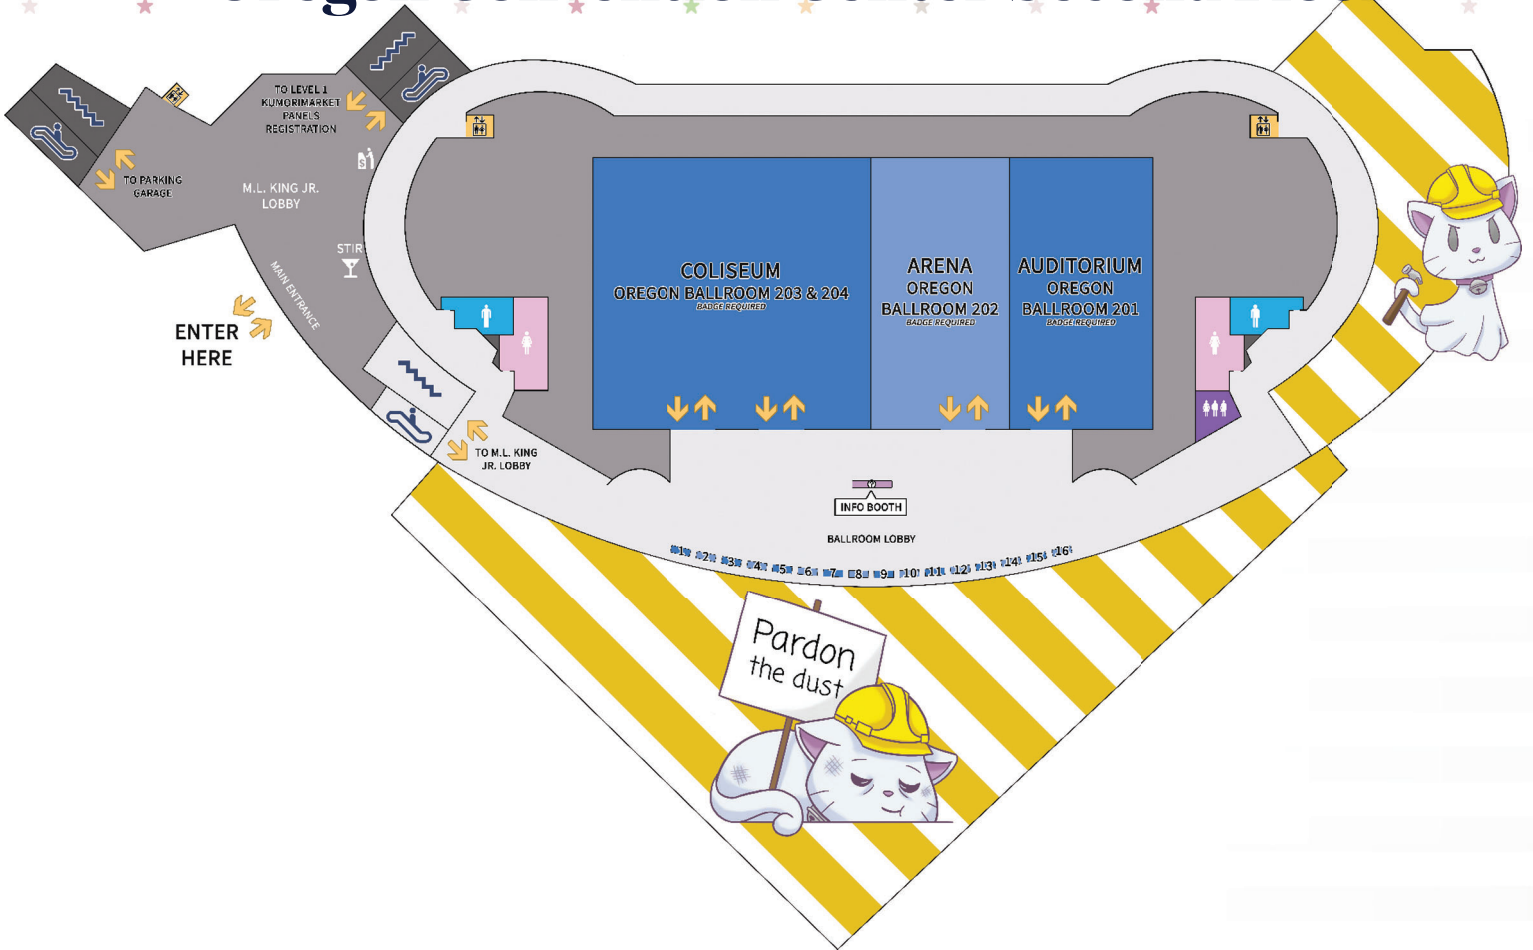 TO LEVEL 1
KUMORIMARKET
PANELS
REGISTRATION
TO PARKING
GARAGE
M.L. KING JR.
LOBBY
STIR
MAIN ENTRANCE
ENTER
HERE
COLISEUM
OREGON BALLROOM 203 & 204
BADGE REQUIRED
ARENA
OREGON
BALLROOM 202
BADGE REQUIRED
AUDITORIUM
OREGON
BALLROOM 201
BADGE REQUIRED
TO M.L. KING
JR. LOBBY
INFO BOOTH
BALLROOM LOBBY
1 2 3 4 5 6 7 8 9 10 11 12 13 14 15 16
Pardon
the dust